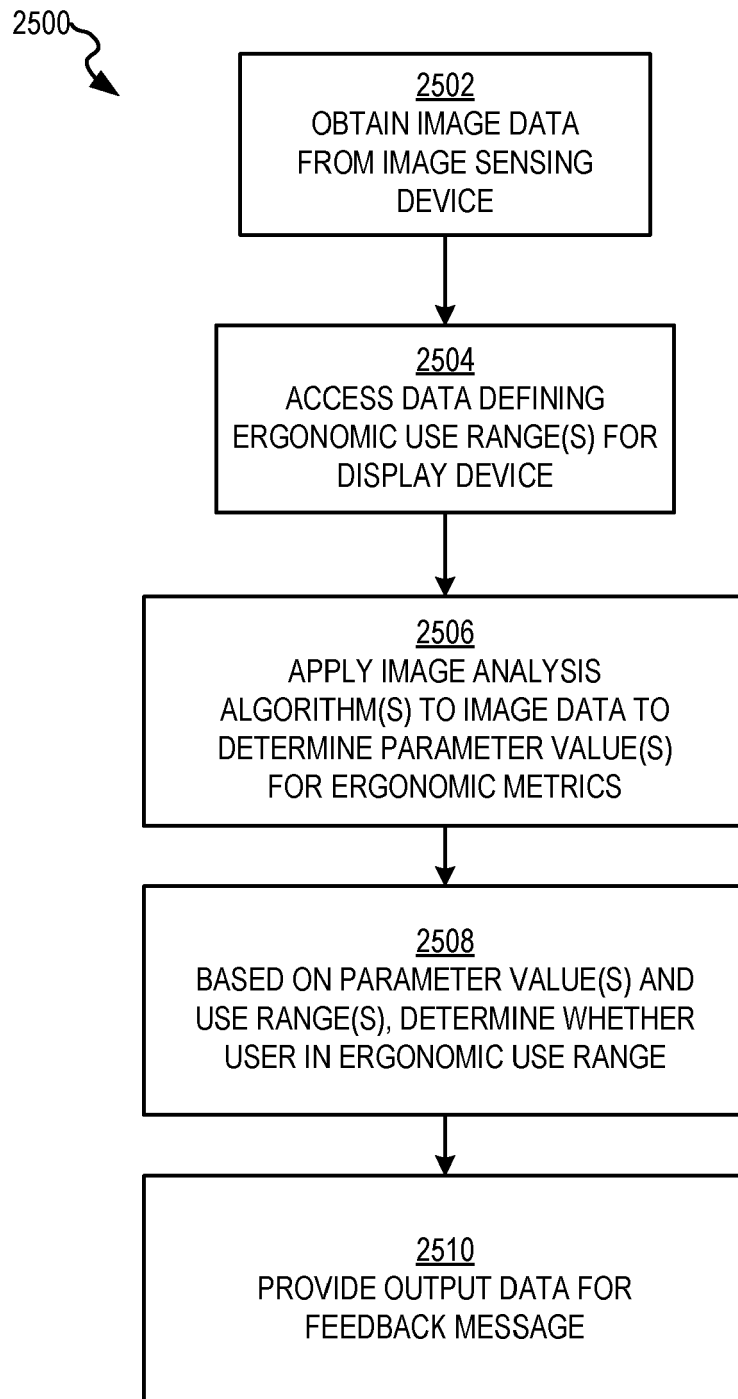 2500
2502
OBTAIN IMAGE DATA
FROM IMAGE SENSING
DEVICE
2504
ACCESS DATA DEFINING
ERGONOMIC USE RANGE(S) FOR
DISPLAY DEVICE
2506
APPLY IMAGE ANALYSIS
ALGORITHM(S) TO IMAGE DATA TO
DETERMINE PARAMETER VALUE(S)
FOR ERGONOMIC METRICS
2508
BASED ON PARAMETER VALUE(S) AND
USE RANGE(S), DETERMINE WHETHER
USER IN ERGONOMIC USE RANGE
2510
PROVIDE OUTPUT DATA FOR
FEEDBACK MESSAGE